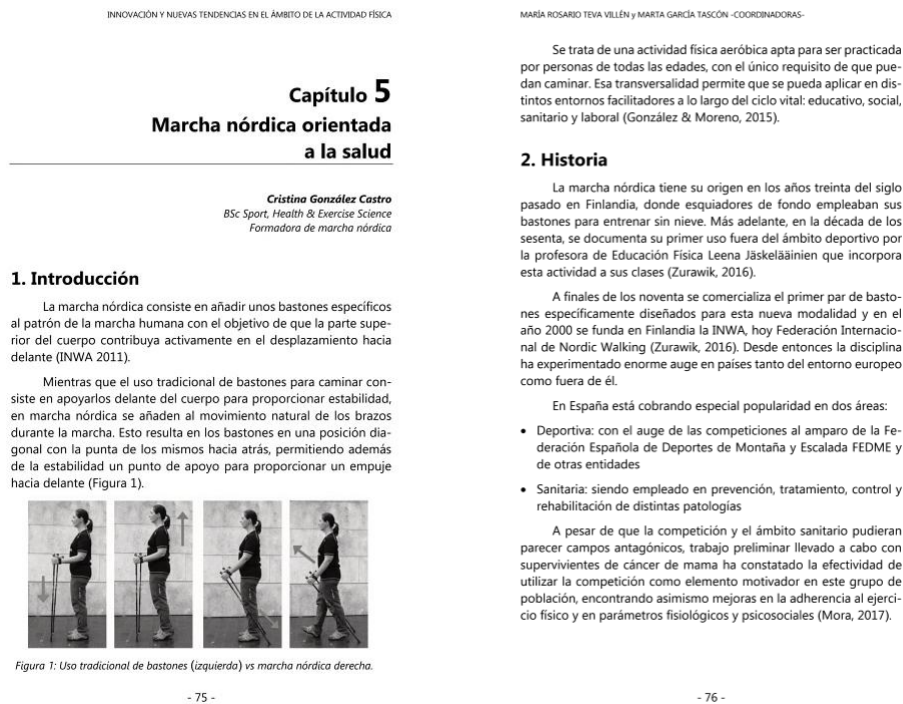 INNOVACIÓN Y NUEVAS TENDENCIAS EN EL ÁMBITO DE LA ACTIVIDAD FÍSICA
Capítulo 5
Marcha nórdica orientada
a la salud
Cristina González Castro
BSc Sport, Health & Exercise Science
Formadora de marcha nórdica
1. Introducción
La marcha nórdica consiste en añadir unos bastones específicos
al patrón de la marcha humana con el objetivo de que la parte supe-
rior del cuerpo contribuya activamente en el desplazamiento hacia
delante (INWA 2011).
Mientras que el uso tradicional de bastones para caminar con-
siste en apoyarlos delante del cuerpo para proporcionar estabilidad,
en marcha nórdica se añaden al movimiento natural de los brazos
durante la marcha. Esto resulta en los bastones en una posición dia-
gonal con la punta de los mismos hacia atrás, permitiendo además
de la estabilidad un punto de apoyo para proporcionar un empuje
hacia delante (Figura 1).
Figura 1: Uso tradicional de bastones (izquierda) vs marcha nórdica derecha.
- 75 -
MARÍA ROSARIO TEVA VILLÉN y MARTA GARCÍA TASCÓN -COORDINADORAS-
Se trata de una actividad física aeróbica apta para ser practicada
por personas de todas las edades, con el único requisito de que pue-
dan caminar. Esa transversalidad permite que se pueda aplicar en dis-
tintos entornos facilitadores a lo largo del ciclo vital: educativo, social,
sanitario y laboral (González & Moreno, 2015).
2. Historia
La marcha nórdica tiene su origen en los años treinta del siglo
pasado en Finlandia, donde esquiadores de fondo empleaban sus
bastones para entrenar sin nieve. Más adelante, en la década de los
sesenta, se documenta su primer uso fuera del ámbito deportivo por
la profesora de Educación Física Leena Jäskelääinien que incorpora
esta actividad a sus clases (Zurawik, 2016).
A finales de los noventa se comercializa el primer par de basto-
nes específicamente diseñados para esta nueva modalidad y en el
año 2000 se funda en Finlandia la INWA, hoy Federación Internacio-
nal de Nordic Walking (Zurawik, 2016). Desde entonces la disciplina
ha experimentado enorme auge en países tanto del entorno europeo
como fuera de él.
En España está cobrando especial popularidad en dos áreas:
• Deportiva: con el auge de las competiciones al amparo de la Fe-
deración Española de Deportes de Montaña y Escalada FEDME y
de otras entidades
• Sanitaria: siendo empleado en prevención, tratamiento, control y
rehabilitación de distintas patologías
A pesar de que la competición y el ámbito sanitario pudieran
parecer campos antagónicos, trabajo preliminar llevado a cabo con
supervivientes de cáncer de mama ha constatado la efectividad de
utilizar la competición como elemento motivador en este grupo de
población, encontrando asimismo mejoras en la adherencia al ejerci-
cio físico y en parámetros fisiológicos y psicosociales (Mora, 2017).
- 76 -